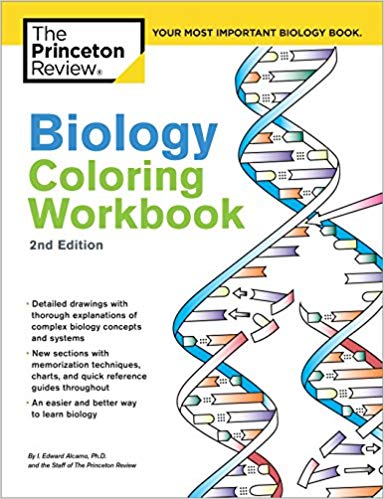 The
Princeton
Review®
YOUR MOST IMPORTANT BIOLOGY BOOK.
Biology
Coloring
Workbook
2nd Edition
• Detailed drawings with
thorough explanations of
complex biology concepts
and systems
• New sections with
memorization techniques,
charts, and quick reference
guides throughout
• An easier and better way
to learn biology
By I. Edward Alcamo, Ph.D.
and the Staff of The Princeton Review